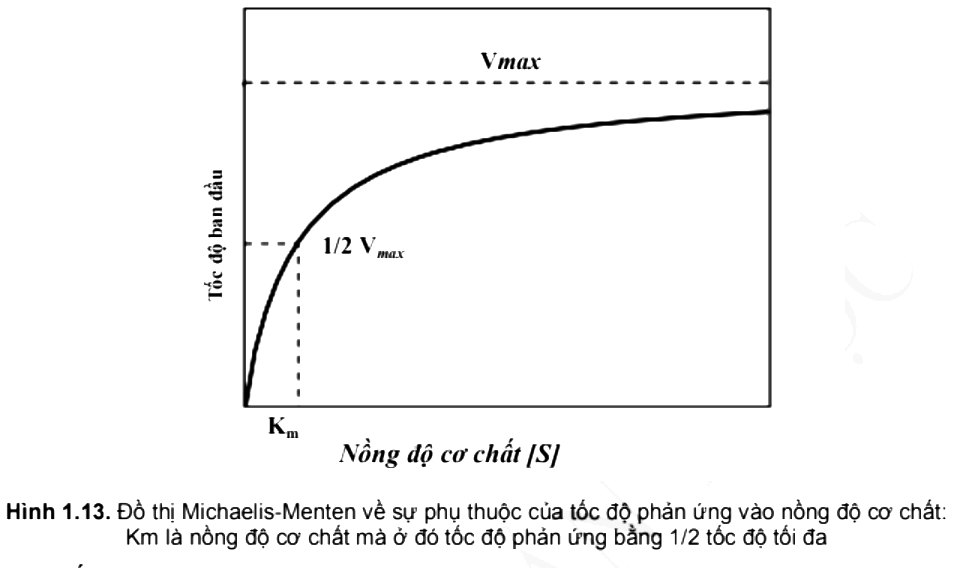 Vmax
1/2 Vmax
Tốc độ ban đầu
Km
Nồng độ cơ chất [S]
Hình 1.13. Đồ thị Michaelis-Menten về sự phụ thuộc của tốc độ phản ứng vào nồng độ cơ chất:
Km là nồng độ cơ chất mà ở đó tốc độ phản ứng bằng 1/2 tốc độ tối đa